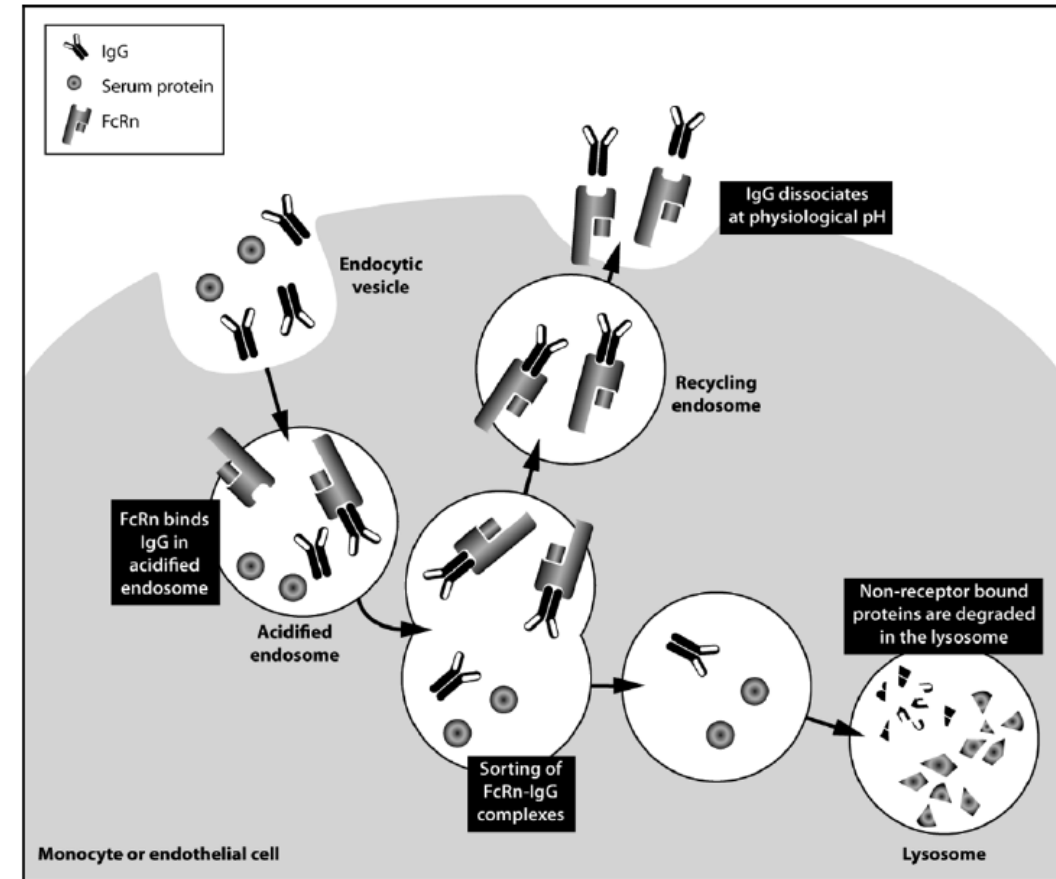 IgG
Serum protein
FcRn
IgG dissociates
at physiological pH
Endocytic
vesicle
Recycling
endosome
FcRn binds
IgG in
acidified
endosome
Acidified
endosome
Non-receptor bound
proteins are degraded
in the lysosome
Sorting of
FcRn-IgG
complexes
Monocyte or endothelial cell
Lysosome